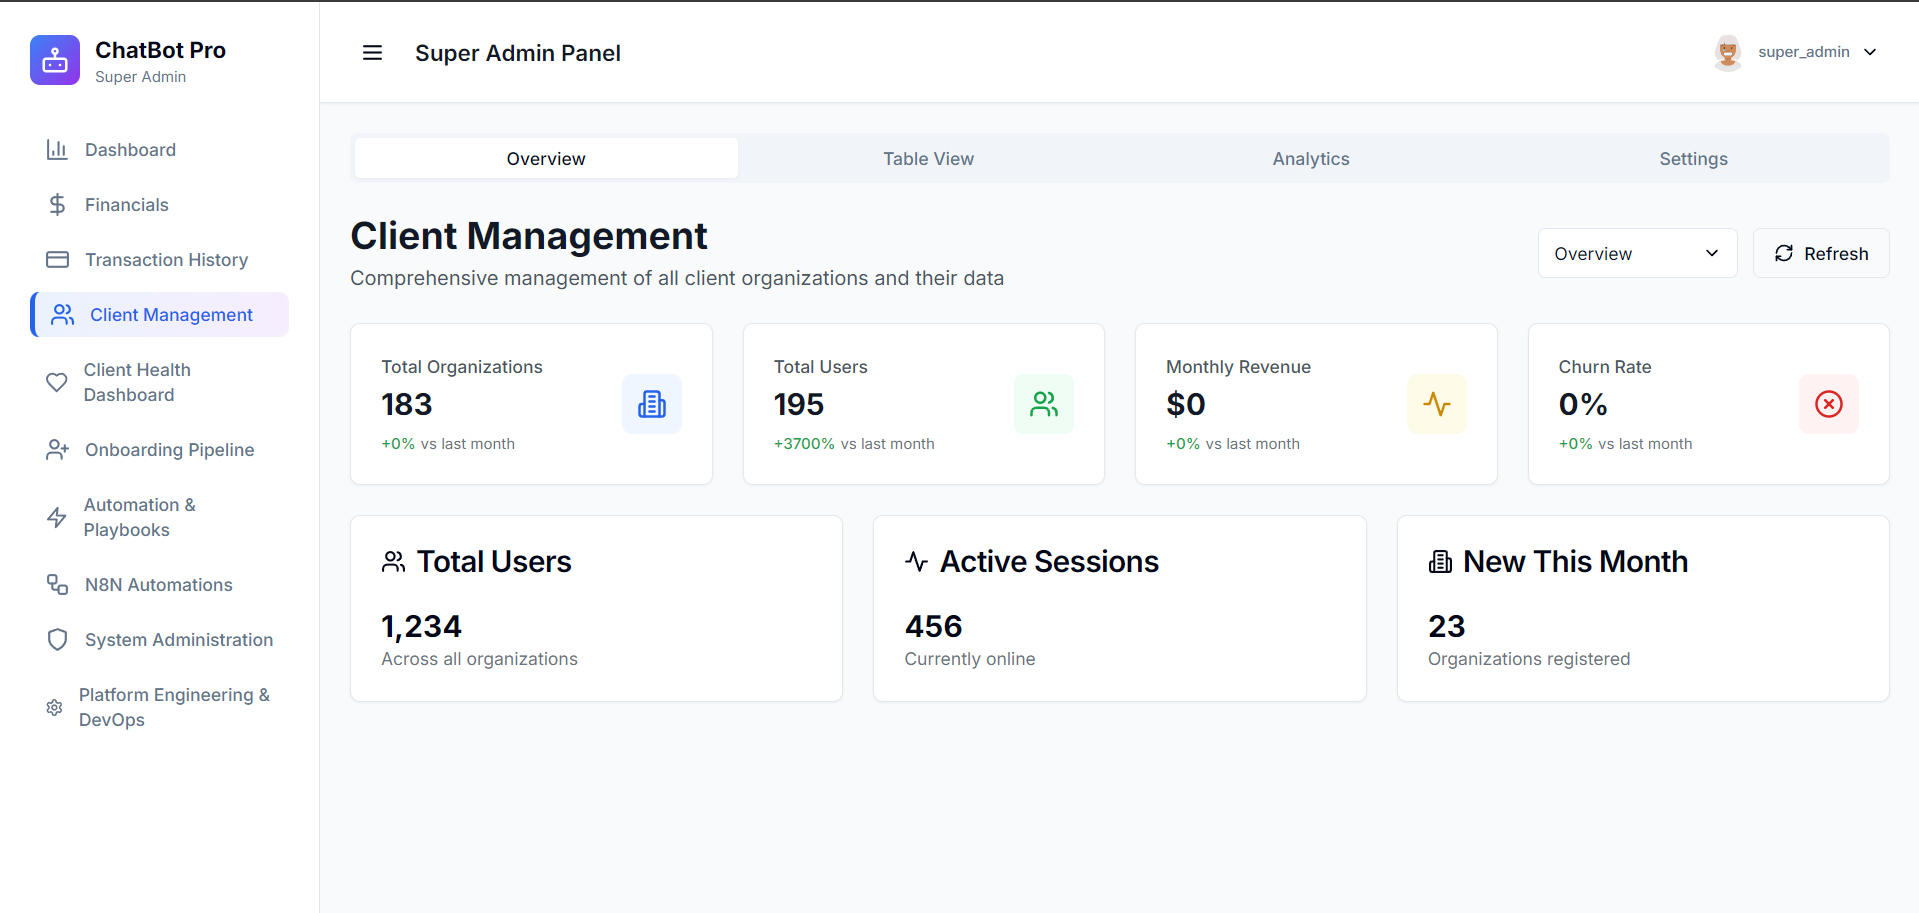 ChatBot Pro
Super Admin
Dashboard
Financials
Transaction History
Client Management
Client Health
Dashboard
Onboarding Pipeline
Automation &
Playbooks
N8N Automations
System Administration
Platform Engineering &
DevOps
Super Admin Panel
super_admin
Overview
Table View
Analytics
Settings
Client Management
Comprehensive management of all client organizations and their data
Overview
Refresh
Total Organizations
183
+0% vs last month
Total Users
195
+3700% vs last month
Monthly Revenue
$0
+0% vs last month
Churn Rate
0%
+0% vs last month
Total Users
1,234
Across all organizations
Active Sessions
456
Currently online
New This Month
23
Organizations registered